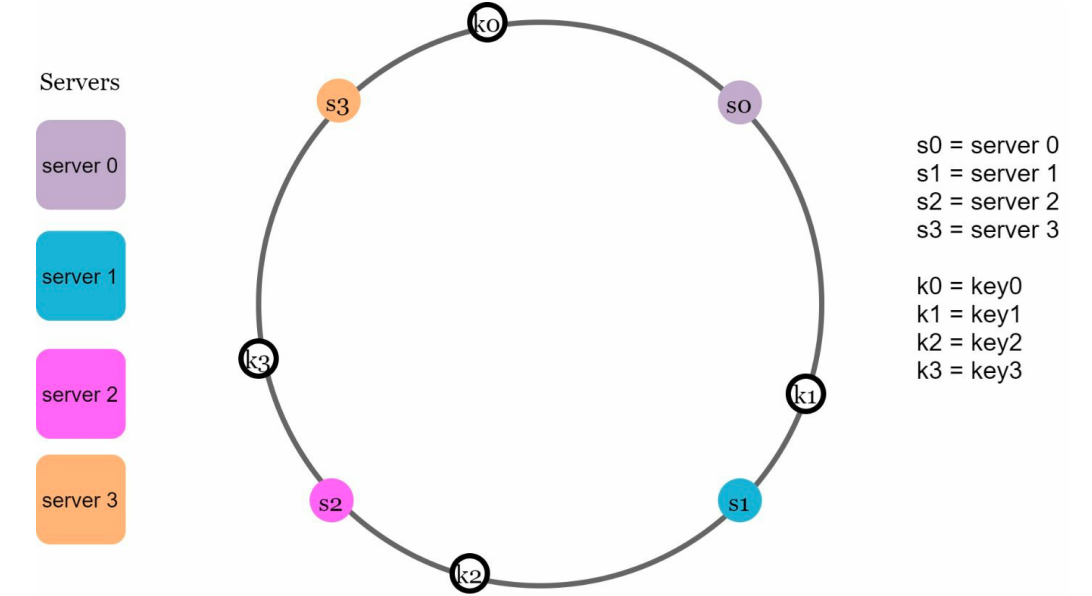 Servers
server 0
server 1
server 2
server 3
k0
s0
k1
s1
k2
s2
k3
s3
s0 = server 0
s1 = server 1
s2 = server 2
s3 = server 3
k0 = key0
k1 = key1
k2 = key2
k3 = key3